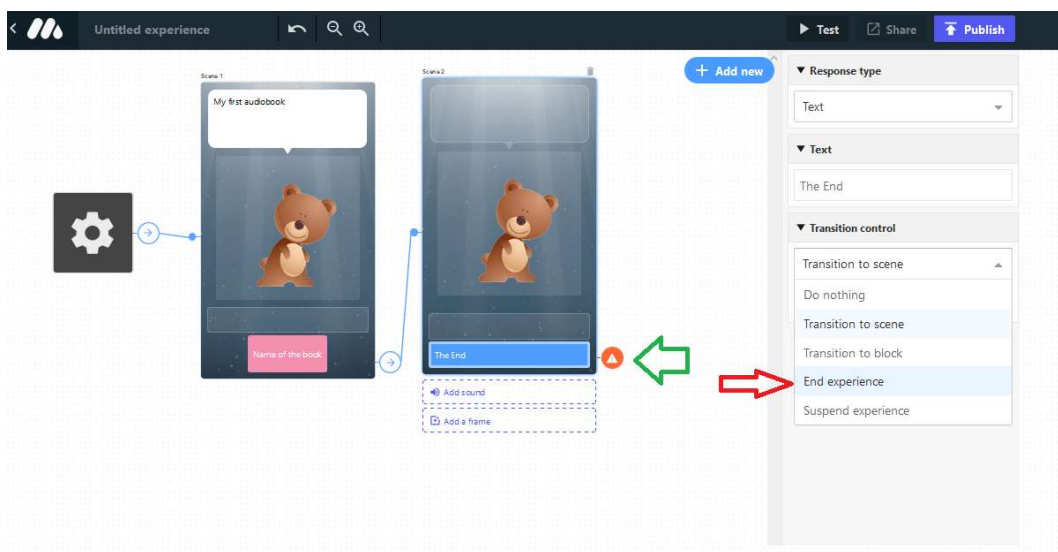 Untitled experience
Test
Share
Publish
Scene 1
My first audiobook
Name of the book
Scene 2
The End
Add sound
Add a frame
+ Add new
Response type
Text
Text
The End
Transition control
Transition to scene
Do nothing
Transition to scene
Transition to block
End experience
Suspend experience